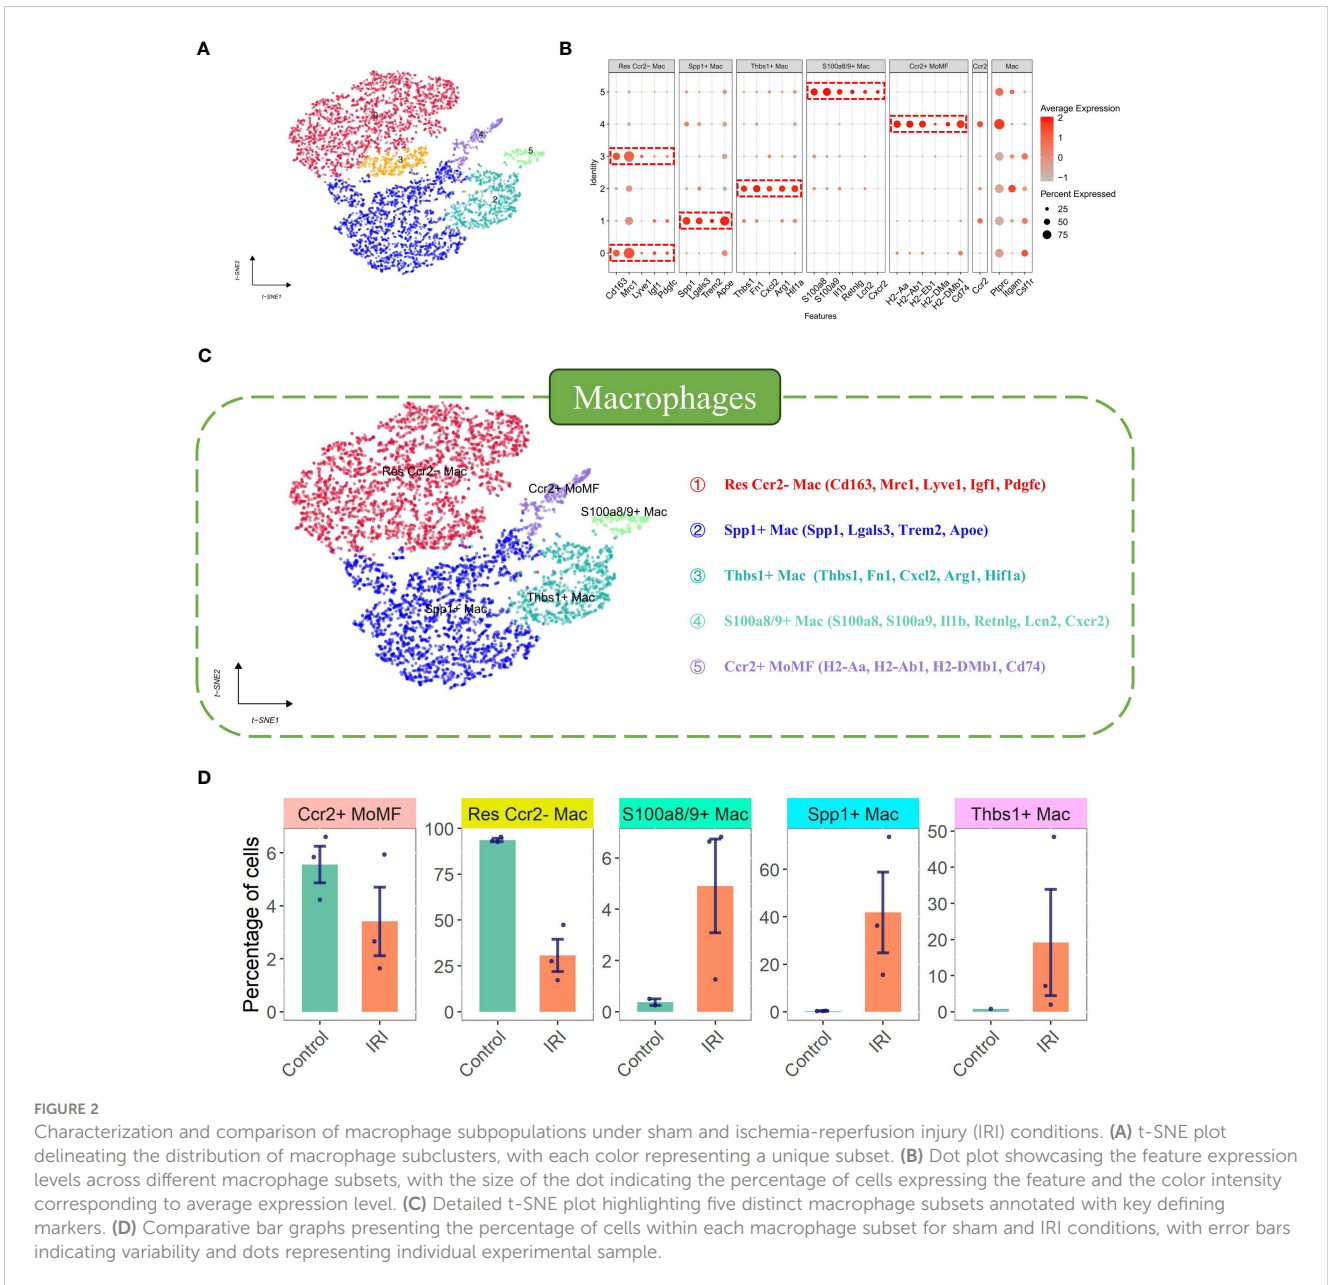 A
0
4
5
3
2
t-SNE2
t-SNE1
B
Res Ccr2- Mac
Spp1+ Mac
Thbs1+ Mac
S100a8/9+ Mac
Ccr2+ MoMF
Ccr2
Mac
5
4
3
2
1
0
Identity
Cd163
Mrc1
Lyve1
Igf1
Pdgfc
Spp1
Lgals3
Trem2
Apoe
Thbs1
Fn1
Cxcl2
Arg1
Hif1a
S100a8
S100a9
Il1b
Retnlg
Lcn2
Cxcr2
H2-Aa
H2-Ab1
H2-Eb1
H2-DMa
H2-DMb1
Cd74
Ccr2
Ptprc
Itgam
Csf1r
Features
Average Expression
2
1
0
−1
Percent Expressed
25
50
75
C
Macrophages
Res Ccr2− Mac
Ccr2+ MoMF
S100a8/9+ Mac
Thbs1+ Mac
Spp1+ Mac
t−SNE2
t−SNE1
① Res Ccr2- Mac (Cd163, Mrc1, Lyve1, Igf1, Pdgfc)
② Spp1+ Mac (Spp1, Lgals3, Trem2, Apoe)
③ Thbs1+ Mac (Thbs1, Fn1, Cxcl2, Arg1, Hif1a)
④ S100a8/9+ Mac (S100a8, S100a9, Il1b, Retnlg, Lcn2, Cxcr2)
⑤ Ccr2+ MoMF (H2-Aa, H2-Ab1, H2-DMb1, Cd74)
D
Percentage of cells
Ccr2+ MoMF
6
4
2
0
Control
IRI
Res Ccr2- Mac
100
75
50
25
0
Control
IRI
S100a8/9+ Mac
6
4
2
0
Control
IRI
Spp1+ Mac
60
40
20
0
Control
IRI
Thbs1+ Mac
50
40
30
20
10
0
Control
IRI
FIGURE 2
Characterization and comparison of macrophage subpopulations under sham and ischemia-reperfusion injury (IRI) conditions. (A) t-SNE plot
delineating the distribution of macrophage subclusters, with each color representing a unique subset. (B) Dot plot showcasing the feature expression
levels across different macrophage subsets, with the size of the dot indicating the percentage of cells expressing the feature and the color intensity
corresponding to average expression level. (C) Detailed t-SNE plot highlighting five distinct macrophage subsets annotated with key defining
markers. (D) Comparative bar graphs presenting the percentage of cells within each macrophage subset for sham and IRI conditions, with error bars
indicating variability and dots representing individual experimental sample.